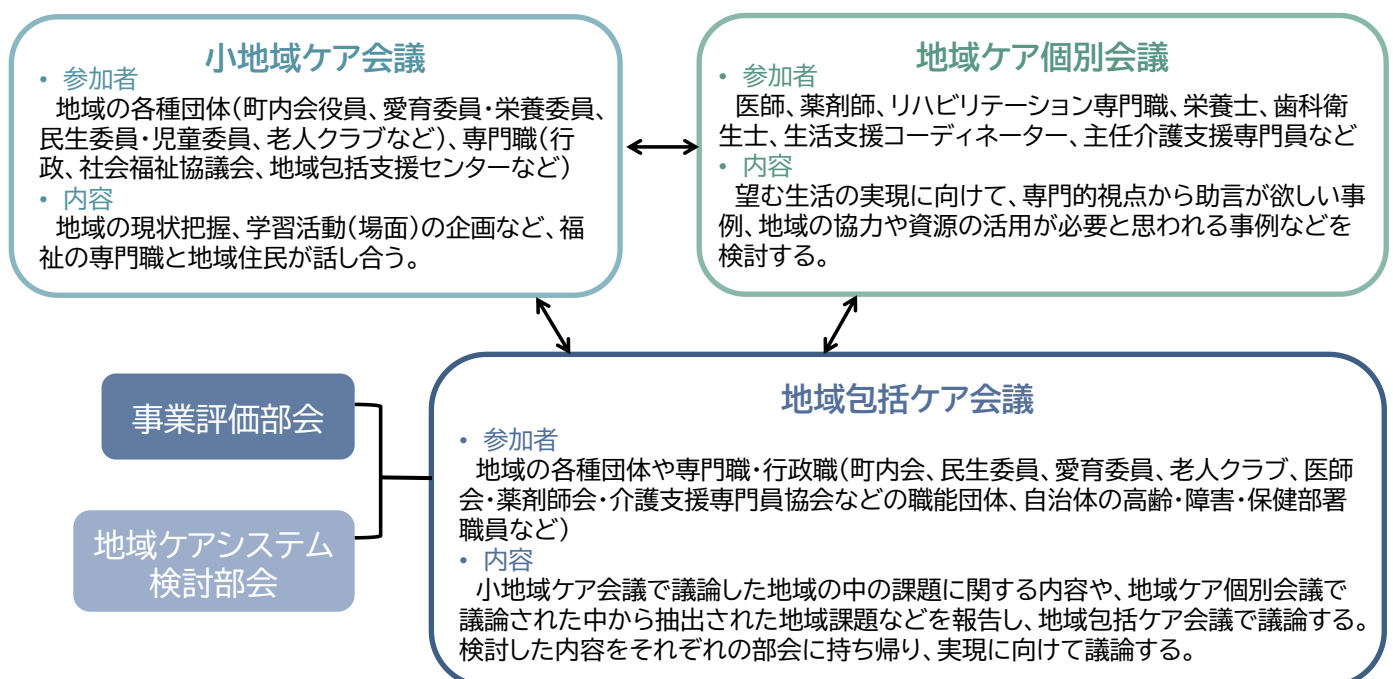 小地域ケア会議
• 参加者
地域の各種団体(町内会役員、愛育委員・栄養委員、
民生委員・児童委員、老人クラブなど)、専門職(行
政、社会福祉協議会、地域包括支援センターなど)
• 内容
地域の現状把握、学習活動(場面)の企画など、福
祉の専門職と地域住民が話し合う。
地域ケア個別会議
• 参加者
医師、薬剤師、リハビリテーション専門職、栄養士、歯科衛
生士、生活支援コーディネーター、主任介護支援専門員など
• 内容
望む生活の実現に向けて、専門的視点から助言が欲しい事
例、地域の協力や資源の活用が必要と思われる事例などを
検討する。
事業評価部会
地域ケアシステム
検討部会
地域包括ケア会議
• 参加者
地域の各種団体や専門職・行政職(町内会、民生委員、愛育委員、老人クラブ、医師
会・薬剤師会・介護支援専門員協会などの職能団体、自治体の高齢・障害・保健部署
職員など)
• 内容
小地域ケア会議で議論した地域の中の課題に関する内容や、地域ケア個別会議で
議論された中から抽出された地域課題などを報告し、地域包括ケア会議で議論する。
検討した内容をそれぞれの部会に持ち帰り、実現に向けて議論する。